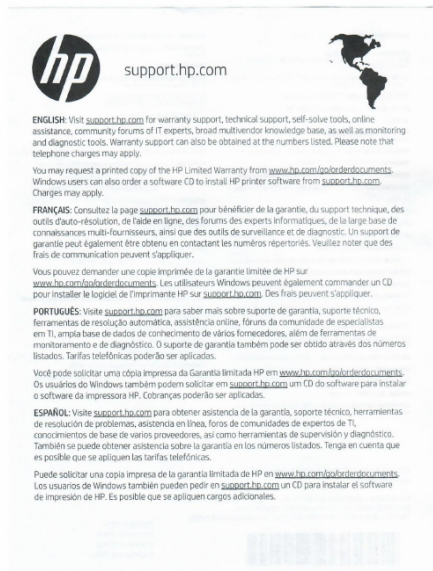 hp
support.hp.com
ENGLISH: Visit support.hp.com for warranty support, technical support, self-solve tools, online
assistance, community forums of IT experts, broad multivendor knowledge base, as well as monitoring
and diagnostic tools. Warranty support can also be obtained at the numbers listed. Please note that
telephone charges may apply.
You may request a printed copy of the HP Limited Warranty from www.hp.com/go/orderdocuments.
Windows users can also order a software CD to install HP printer software from support.hp.com.
Charges may apply.
FRANÇAIS: Consultez la page support.hp.com pour bénéficier de la garantie, du support technique, des
outils d'auto-résolution, de l'aide en ligne, des forums des experts informatiques, de la large base de
connaissances multi-fournisseurs, ainsi que des outils de surveillance et de diagnostic. Un support de
garantie peut également être obtenu en contactant les numéros répertoriés. Veuillez noter que des
frais de communication peuvent s'appliquer.
Vous pouvez demander une copie imprimée de la garantie limitée de HP sur
www.hp.com/go/orderdocuments. Les utilisateurs Windows peuvent également commander un CD
pour installer le logiciel de l'imprimante HP sur support.hp.com. Des frais peuvent s'appliquer.
PORTUGUÊS: Visite support.hp.com para saber mais sobre suporte de garantia, suporte técnico,
ferramentas de resolução automática, assistência online, fóruns da comunidade de especialistas
em TI, ampla base de dados de conhecimento de vários fornecedores, além de ferramentas de
monitoramento e de diagnóstico. O suporte de garantia também pode ser obtido através dos números
listados. Tarifas telefônicas poderão ser aplicadas.
Você pode solicitar uma cópia impressa da Garantia limitada HP em www.hp.com/go/orderdocuments.
Os usuários do Windows também podem solicitar em support.hp.com um CD do software para instalar
o software da impressora HP. Cobranças poderão ser aplicadas.
ESPAÑOL: Visite support.hp.com para obtener asistencia de la garantía, soporte técnico, herramientas
de resolución de problemas, asistencia en línea, foros de comunidades de expertos de TI,
conocimientos de base de varios proveedores, así como herramientas de supervisión y diagnóstico.
También se puede obtener asistencia sobre la garantía en los números listados. Tenga en cuenta que
es posible que se apliquen las tarifas telefónicas.
Puede solicitar una copia impresa de la garantía limitada de HP en www.hp.com/go/orderdocuments.
Los usuarios de Windows también pueden pedir en support.hp.com un CD para instalar el software
de impresión de HP. Es posible que se apliquen cargos adicionales.